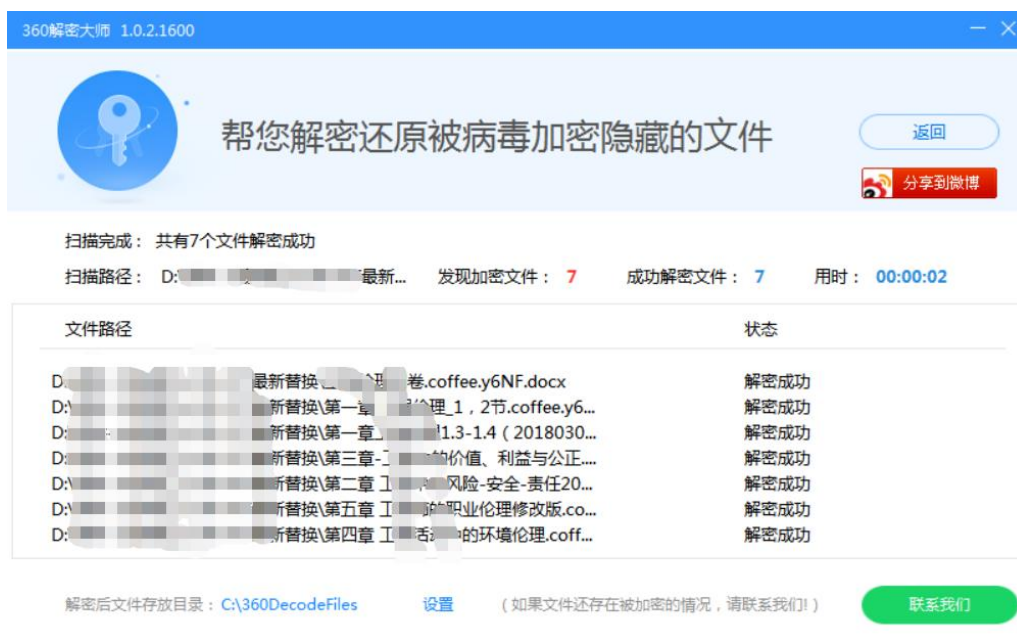 360解密大师 1.0.2.1600
帮您解密还原被病毒加密隐藏的文件
返回
分享到微博
扫描完成： 共有7个文件解密成功
扫描路径： D:\ 最新... 发现加密文件： 7 成功解密文件： 7 用时： 00:00:02
文件路径 状态
D: 最新替换 卷.coffee.y6NF.docx 解密成功
D:\ 新替换\第一章 伦理_1，2节.coffee.y6... 解密成功
D: 新替换\第一章 1.3-1.4（2018030... 解密成功
D: 新替换\第三章-工 的价值、利益与公正.... 解密成功
D:\ 新替换\第二章 工 风险-安全-责任20... 解密成功
D:\ 新替换\第五章 工 的职业伦理修改版.co... 解密成功
D: 新替换\第四章 工 活 中的环境伦理.coff... 解密成功
解密后文件存放目录：C:\360DecodeFiles 设置 （如果文件还存在被加密的情况，请联系我们!） 联系我们